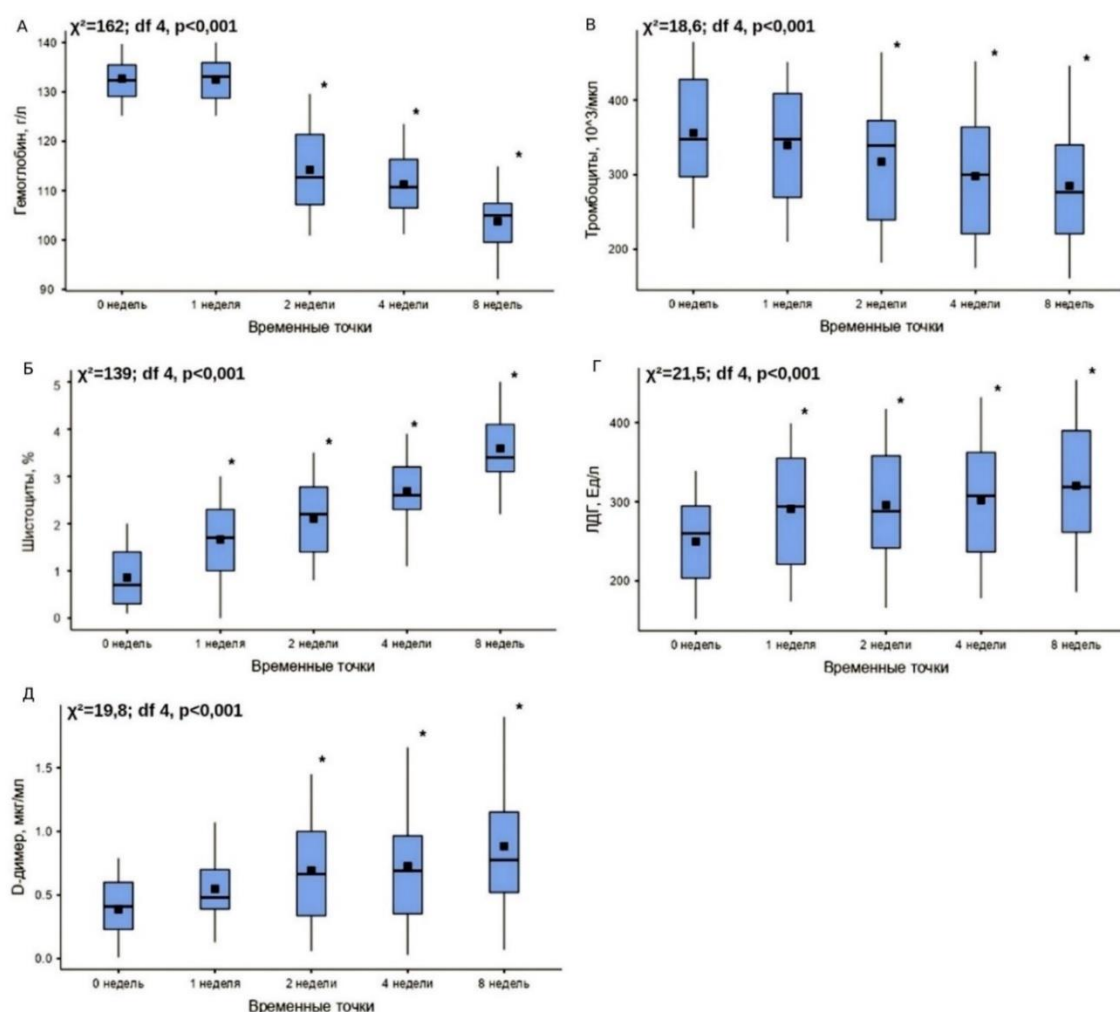 А
χ²=162; df 4, p<0,001
Гемоглобин, г/л
140
130
120
110
100
90
*
*
*
0 недель 1 неделя 2 недели 4 недели 8 недель
Временные точки
В
χ²=18,6; df 4, p<0,001
Тромбоциты, 10^3/мкл
400
300
200
*
*
*
0 недель 1 неделя 2 недели 4 недели 8 недель
Временные точки
Б
χ²=139; df 4, p<0,001
Шистоциты, %
5
4
3
2
1
0
*
*
*
*
0 недель 1 неделя 2 недели 4 недели 8 недель
Временные точки
Г
χ²=21,5; df 4, p<0,001
ЛДГ, Ед/л
400
300
200
*
*
*
*
0 недель 1 неделя 2 недели 4 недели 8 недель
Временные точки
Д
χ²=19,8; df 4, p<0,001
D-димер, мкг/мл
1.5
1.0
0.5
0.0
*
*
*
0 недель 1 неделя 2 недели 4 недели 8 недель
Временные точки